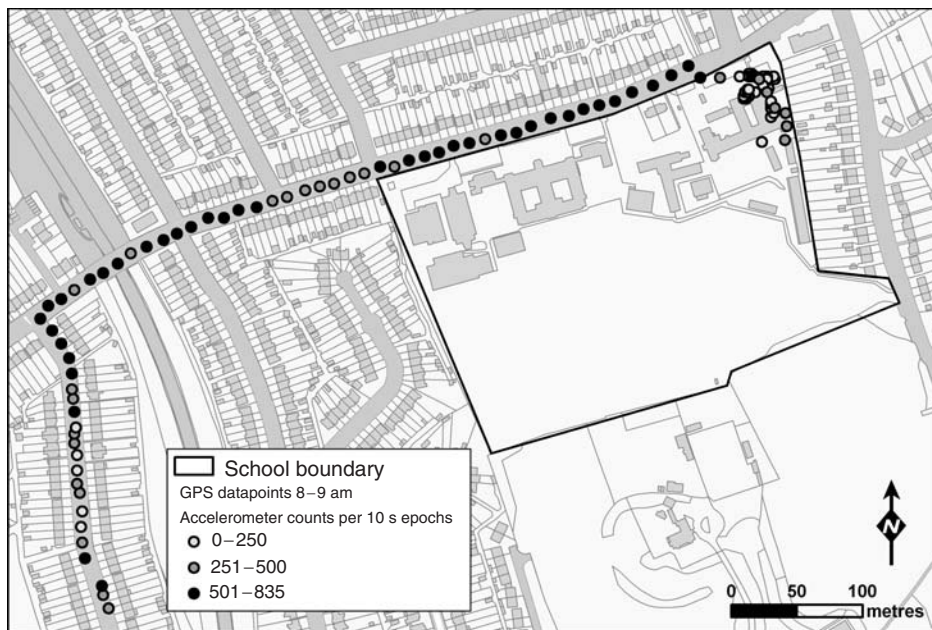 School boundary
GPS datapoints 8–9 am
Accelerometer counts per 10 s epochs
0–250
251–500
501–835
N
0 50 100
metres